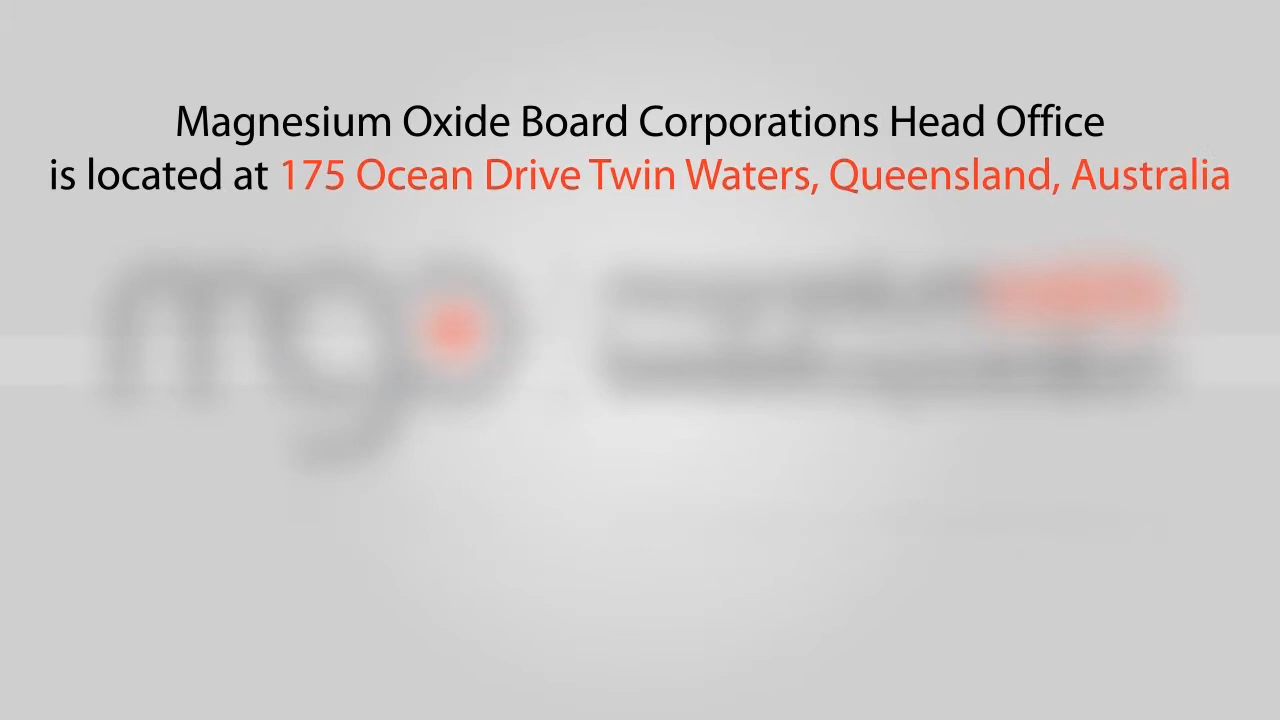 Magnesium Oxide Board Corporations Head Office
is located at 175 Ocean Drive Twin Waters, Queensland, Australia